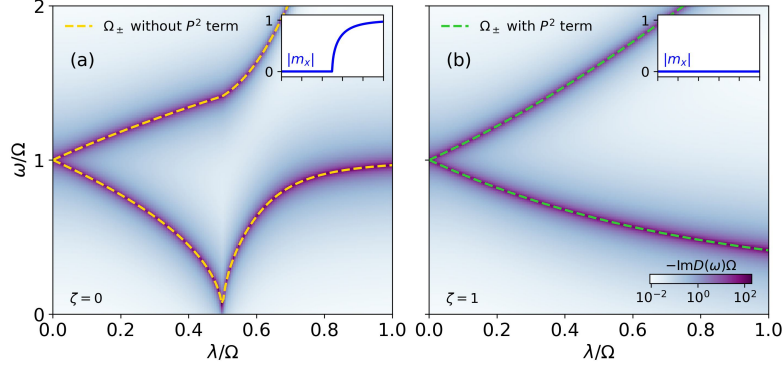 Ω± without P² term
(a)
|mₓ|
1
0
2
1
0
ω/Ω
ζ = 0
0.0 0.2 0.4 0.6 0.8 1.0
λ/Ω
Ω± with P² term
(b)
|mₓ|
1
0
ζ = 1
−ImD(ω)Ω
10⁻² 10⁰ 10²
0.0 0.2 0.4 0.6 0.8 1.0
λ/Ω